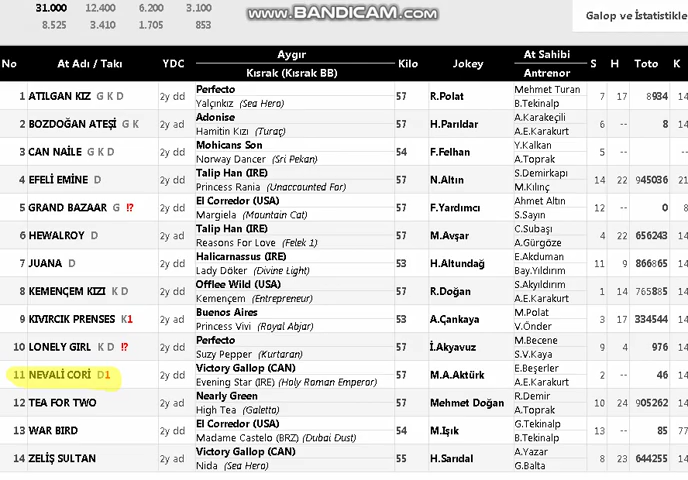 www.BANDICAM.com
31.000 12.400 6.200 3.100
8.525 3.410 1.705 853
Galop ve İstatistikle
No At Adı / Takı YDC Aygır Kısrak (Kısrak BB) Kilo Jokey At Sahibi Antrenor S H Toto K
1 ATILGAN KIZ G K D 2y dd Perfecto 57 R.Polat Mehmet Turan 7 17 8934 14
Yalçınkız (Sea Hero) B.Tekinalp
2 BOZDOĞAN ATEŞİ G K 2y ad Adonise 57 H.Parıldar A.Karakeçili 6 -- 8 14
Hamitin Kızı (Turaç) A.E.Karakurt
3 CAN NAİLE G K D 2y dd Mohicans Son 54 F.Felhan Y.Kalkan 5 -- --
Norway Dancer (Sri Pekan) A.Toprak
4 EFELİ EMİNE D 2y dd Talip Han (IRE) 57 N.Altın S.Demirkapı 14 22 945036 21
Princess Rania (Unaccounted For) M.Kılınç
5 GRAND BAZAAR G !? 2y dd El Corredor (USA) 57 F.Yardımcı Ahmet Altın 12 -- 0 8
Margiela (Mountain Cat) S.Sayın
6 HEWALROY D 2y ad Talip Han (IRE) 57 M.Avşar C.Subaşı 4 22 656243 14
Reasons For Love (Felek 1) A.Gürgöze
7 JUANA D 2y dd Halicarnassus (IRE) 53 H.Altundağ E.Akduman 11 9 866865 14
Lady Döker (Divine Light) Bay.Yıldırım
8 KEMENÇEM KIZI K D 2y dd Offlee Wild (USA) 57 R.Doğan S.Akyıldırım 1 14 765885 14
Kemençem (Entrepreneur) A.E.Karakurt
9 KIVIRCIK PRENSES K1 2y ad Buenos Aires 53 A.Çankaya M.Polat 3 17 334544 14
Princess Vivi (Royal Abjar) V.Önder
10 LONELY GIRL K D !? 2y dd Perfecto 57 İ.Akyavuz M.Becene 9 4 976 14
Suzy Pepper (Kurtaran) S.V.Kaya
11 NEVALİ CORİ D1 2y dd Victory Gallop (CAN) 57 M.A.Aktürk E.Beşerler 2 -- 46 14
Evening Star (IRE) (Holy Roman Emperor) A.E.Karakurt
12 TEA FOR TWO 2y ad Nearly Green 57 Mehmet Doğan R.Demir 10 24 905262 14
High Tea (Galetto) A.Toprak
13 WAR BIRD 2y dd El Corredor (USA) 54 M.Işık G.Tekinalp 13 -- 85 77
Madame Castelo (BRZ) (Dubai Dust) B.Tekinalp
14 ZELİŞ SULTAN 2y ad Victory Gallop (CAN) 55 H.Sarıdal A.Yazar 8 23 644255 14
Nida (Sea Hero) G.Balta